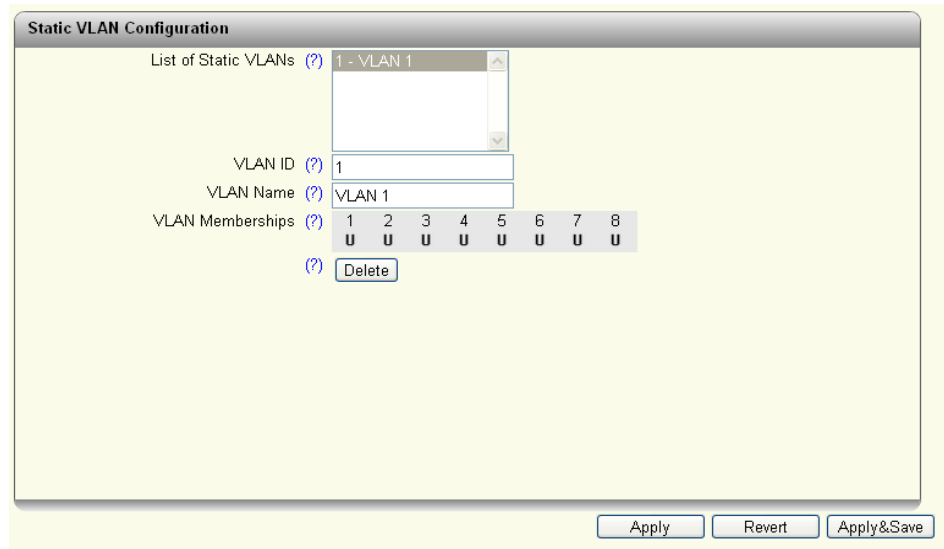 Static VLAN Configuration
List of Static VLANs (?) 1 - VLAN 1
VLAN ID (?) 1
VLAN Name (?) VLAN 1
VLAN Memberships (?) 1 2 3 4 5 6 7 8
U U U U U U U U
(?) Delete
Apply Revert Apply&Save